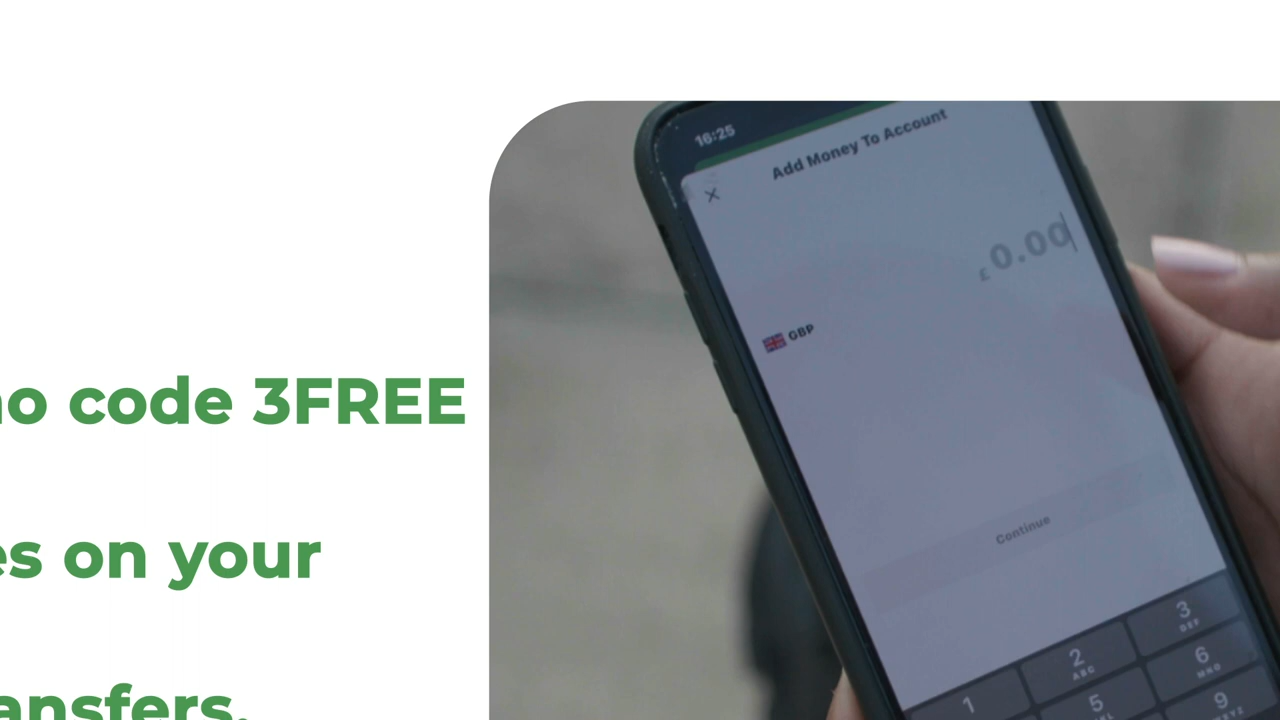 no code 3FREE
es on your
ansfers.
16:25
Add Money To Account
£0.00
GBP
Continue
1
2
ABC
3
DEF
5
6
MNO
9